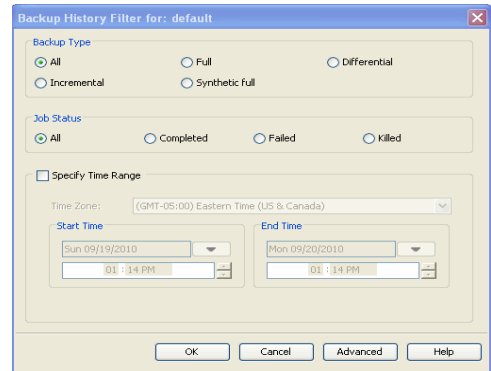 Backup History Filter for: default
Backup Type
All Full Differential
Incremental Synthetic full
Job Status
All Completed Failed Killed
Specify Time Range
Time Zone: (GMT-05:00) Eastern Time (US & Canada)
Start Time End Time
Sun 09/19/2010 Mon 09/20/2010
01 : 14 PM 01 : 14 PM
OK Cancel Advanced Help